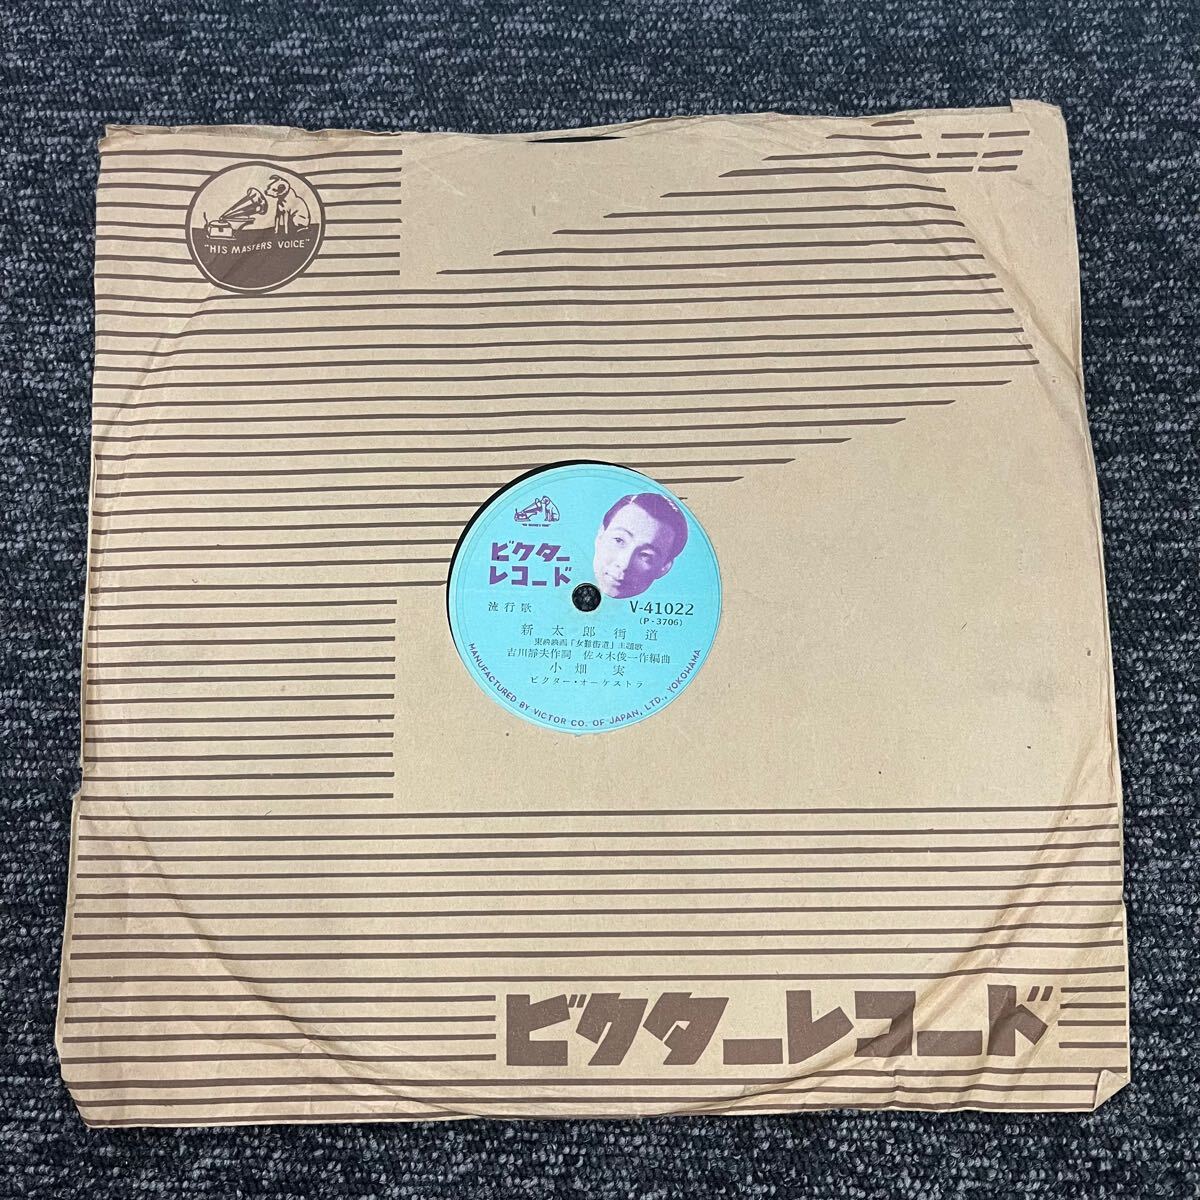 "HIS MASTERS VOICE"
ビクター
レコード
流行歌
V-41022
(P-3706)
新太郎街道
東映映画「女難街道」主題歌
吉川靜夫作詞 佐々木俊一作編曲
小畑 実
ビクター・オーケストラ
MANUFACTURED BY VICTOR CO. OF JAPAN, LTD., YOKOHAMA
ビクターレコード